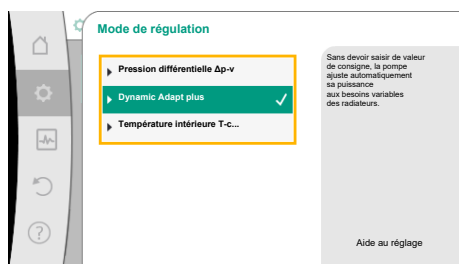 Mode de régulation
Pression différentielle Δp-v
Dynamic Adapt plus
Température intérieure T-c...
Sans devoir saisir de valeur
de consigne, la pompe
ajuste automatiquement
sa puissance
aux besoins variables
des radiateurs.
Aide au réglage